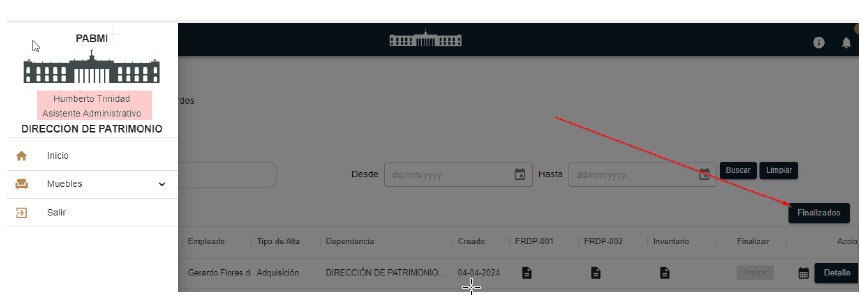 PABMI
Humberto Trinidad
Asistente Administrativo
DIRECCIÓN DE PATRIMONIO
Inicio
Muebles
Salir
dos
Desde dd/mm/yyyy Hasta dd/mm/yyyy Buscar Limpiar
Finalizados
Empleado Tipo de Alta Dependencia Creado FRDP-001 FRDP-002 Inventario Finalizar Accio
Gerardo Flores d Adquisición DIRECCIÓN DE PATRIMONIO... 04-04-2024 Finalizar Detalle